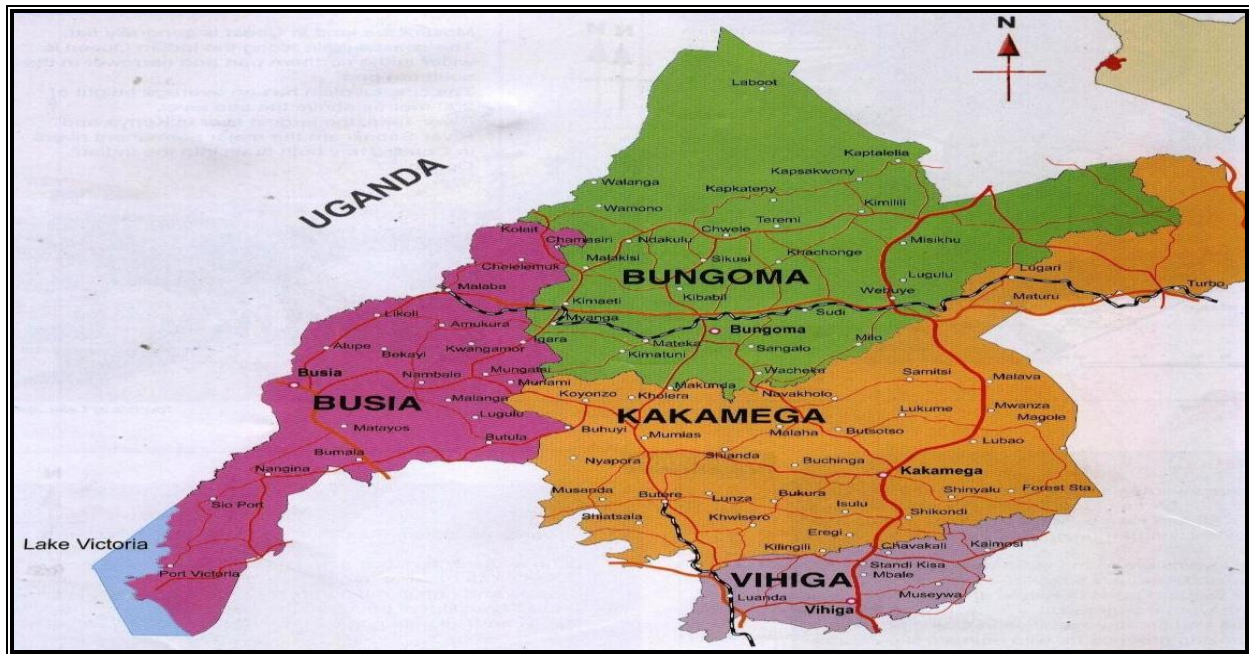 N
Laboot
UGANDA
Kaptalelia
Kapsakwony
Walanga
Kapkateny
Wamono
Kimilili
Teremi
Kolait
Chwele
Chamasiri
Ndakulu
Misikhu
Khachonge
Malakisi
Sikusi
Chelelemuk
BUNGOMA
Lugulu
Lugari
Malaba
Webuye
Turbo
Kibabii
Kimaeti
Maturu
Likoli
Sudi
Myanga
Amukura
Bungoma
Igara
Milo
Mateka
Alupe
Kwangamor
Sangalo
Bekayi
Kimatuni
Busia
Mungatsi
Wacheka
Samitsi
Nambale
Murlami
Malava
Makunda
Koyonzo
Kholera
Navakholo
BUSIA
Malanga
KAKAMEGA
Lukume
Mwanza
Lugulu
Magole
Matayos
Buhuyi
Malaha
Butsotso
Mumias
Butula
Lubao
Bumala
Shianda
Nyapora
Buchinga
Nangina
Kakamega
Musanda
Butere
Lunza
Bukura
Shinyalu
Forest Sta.
Sio Port
Isulu
Shiatsala
Khwisero
Shikondi
Eregi
Lake Victoria
Kilingili
Chavakali
Kaimosi
Standi Kisa
Port Victoria
VIHIGA
Mbale
Luanda
Museywa
Vihiga